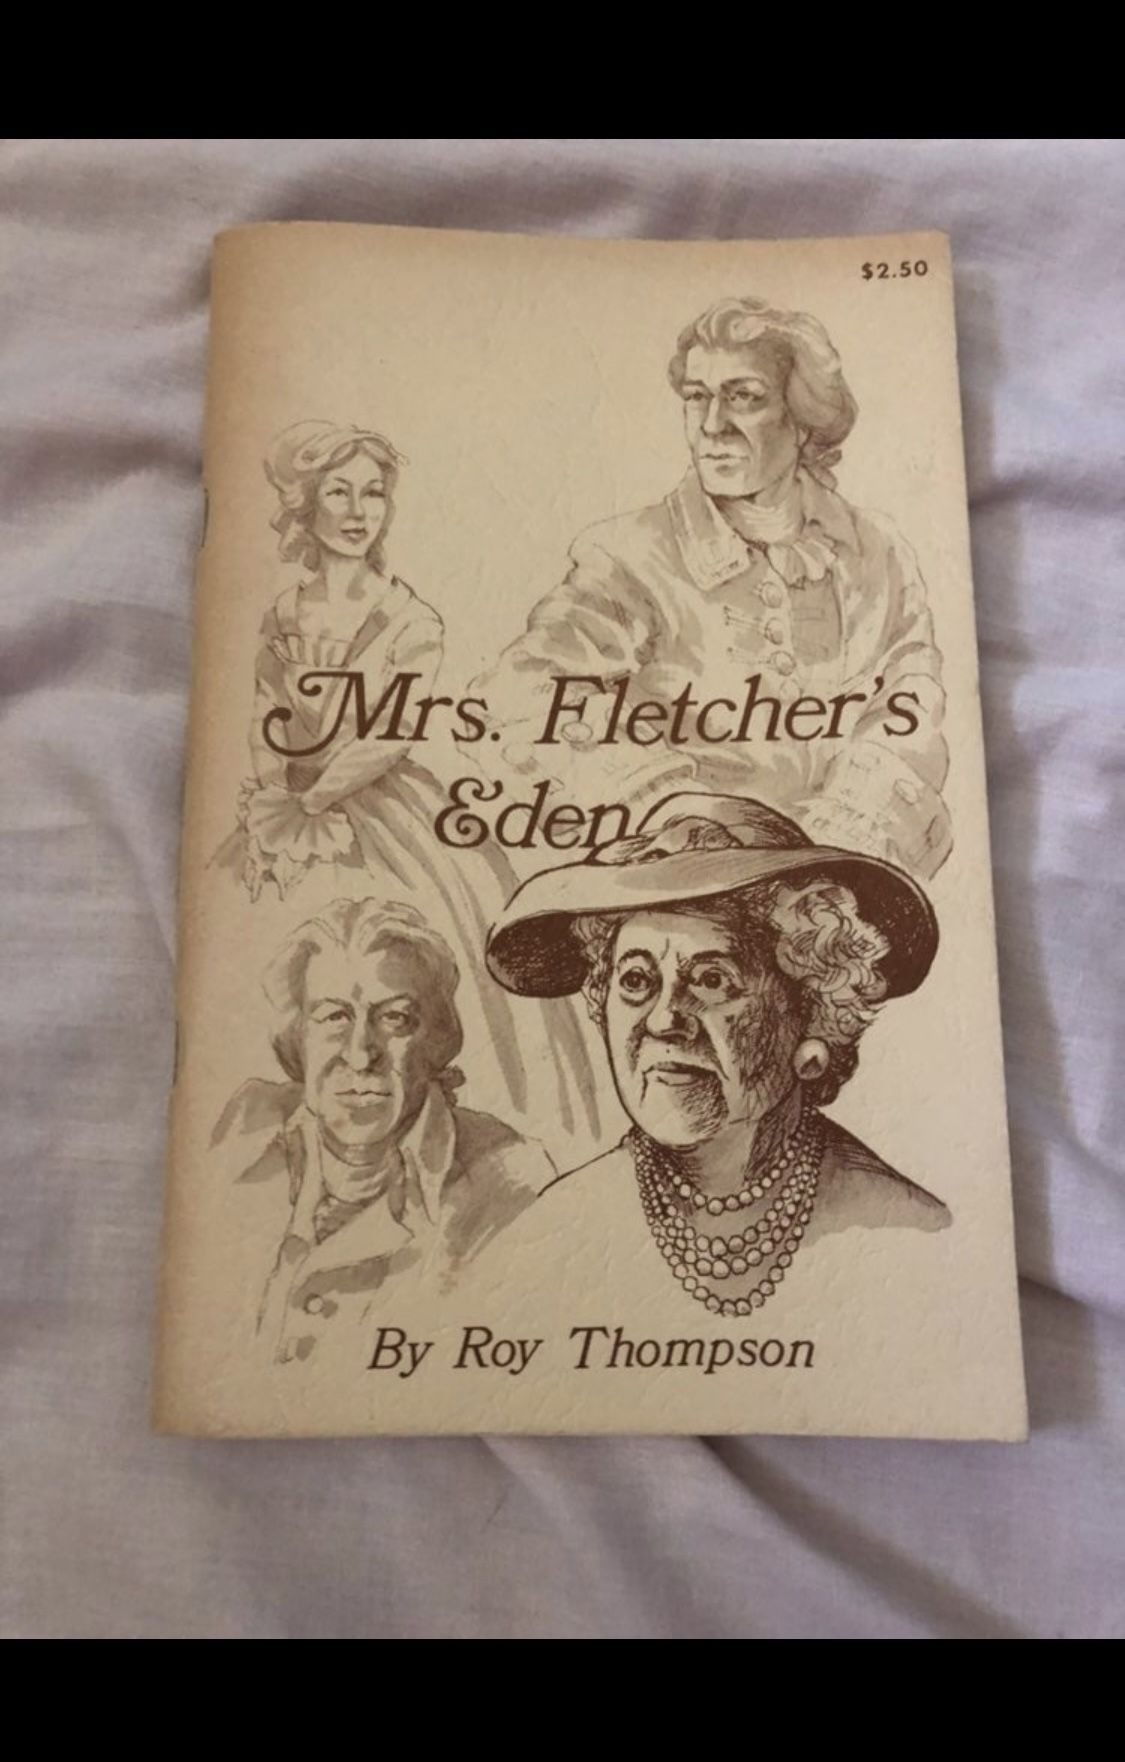 $2.50
Mrs. Fletcher's
Eden
By Roy Thompson